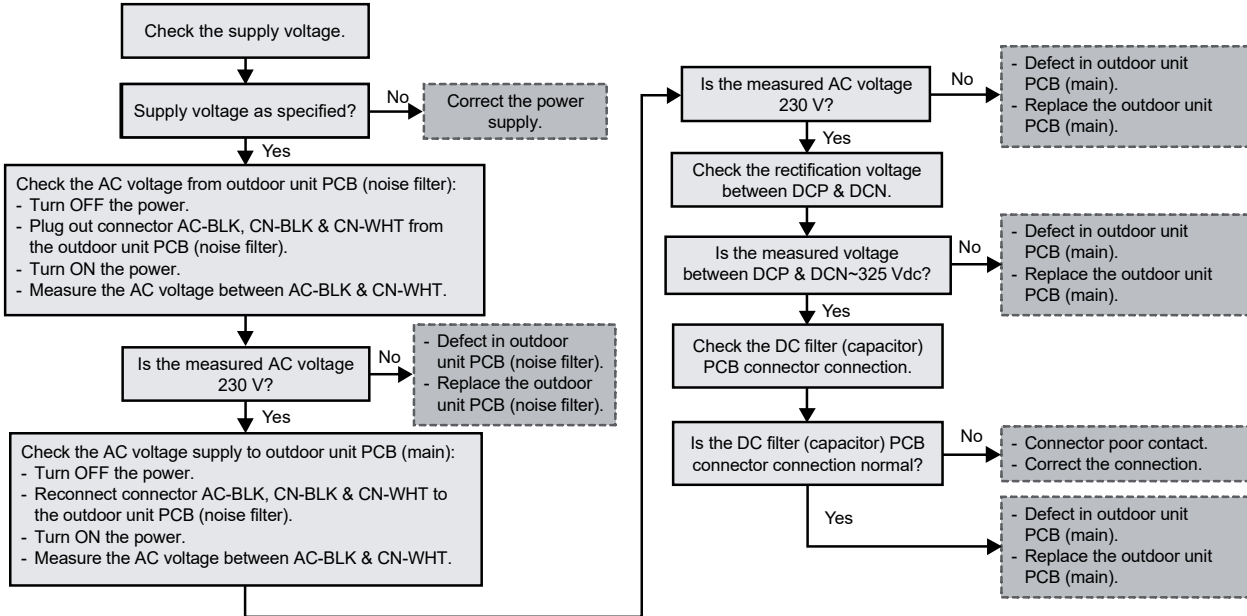 Check the supply voltage.
Supply voltage as specified?
No
Correct the power
supply.
Yes
Check the AC voltage from outdoor unit PCB (noise filter):
- Turn OFF the power.
- Plug out connector AC-BLK, CN-BLK & CN-WHT from
the outdoor unit PCB (noise filter).
- Turn ON the power.
- Measure the AC voltage between AC-BLK & CN-WHT.
Is the measured AC voltage
230 V?
No
- Defect in outdoor
unit PCB (noise filter).
- Replace the outdoor
unit PCB (noise filter).
Yes
Check the AC voltage supply to outdoor unit PCB (main):
- Turn OFF the power.
- Reconnect connector AC-BLK, CN-BLK & CN-WHT to
the outdoor unit PCB (noise filter).
- Turn ON the power.
- Measure the AC voltage between AC-BLK & CN-WHT.
Is the measured AC voltage
230 V?
No
- Defect in outdoor unit
PCB (main).
- Replace the outdoor unit
PCB (main).
Yes
Check the rectification voltage
between DCP & DCN.
Is the measured voltage
between DCP & DCN~325 Vdc?
No
- Defect in outdoor unit
PCB (main).
- Replace the outdoor unit
PCB (main).
Yes
Check the DC filter (capacitor)
PCB connector connection.
Is the DC filter (capacitor) PCB
connector connection normal?
No
- Connector poor contact.
- Correct the connection.
Yes
- Defect in outdoor unit
PCB (main).
- Replace the outdoor unit
PCB (main).